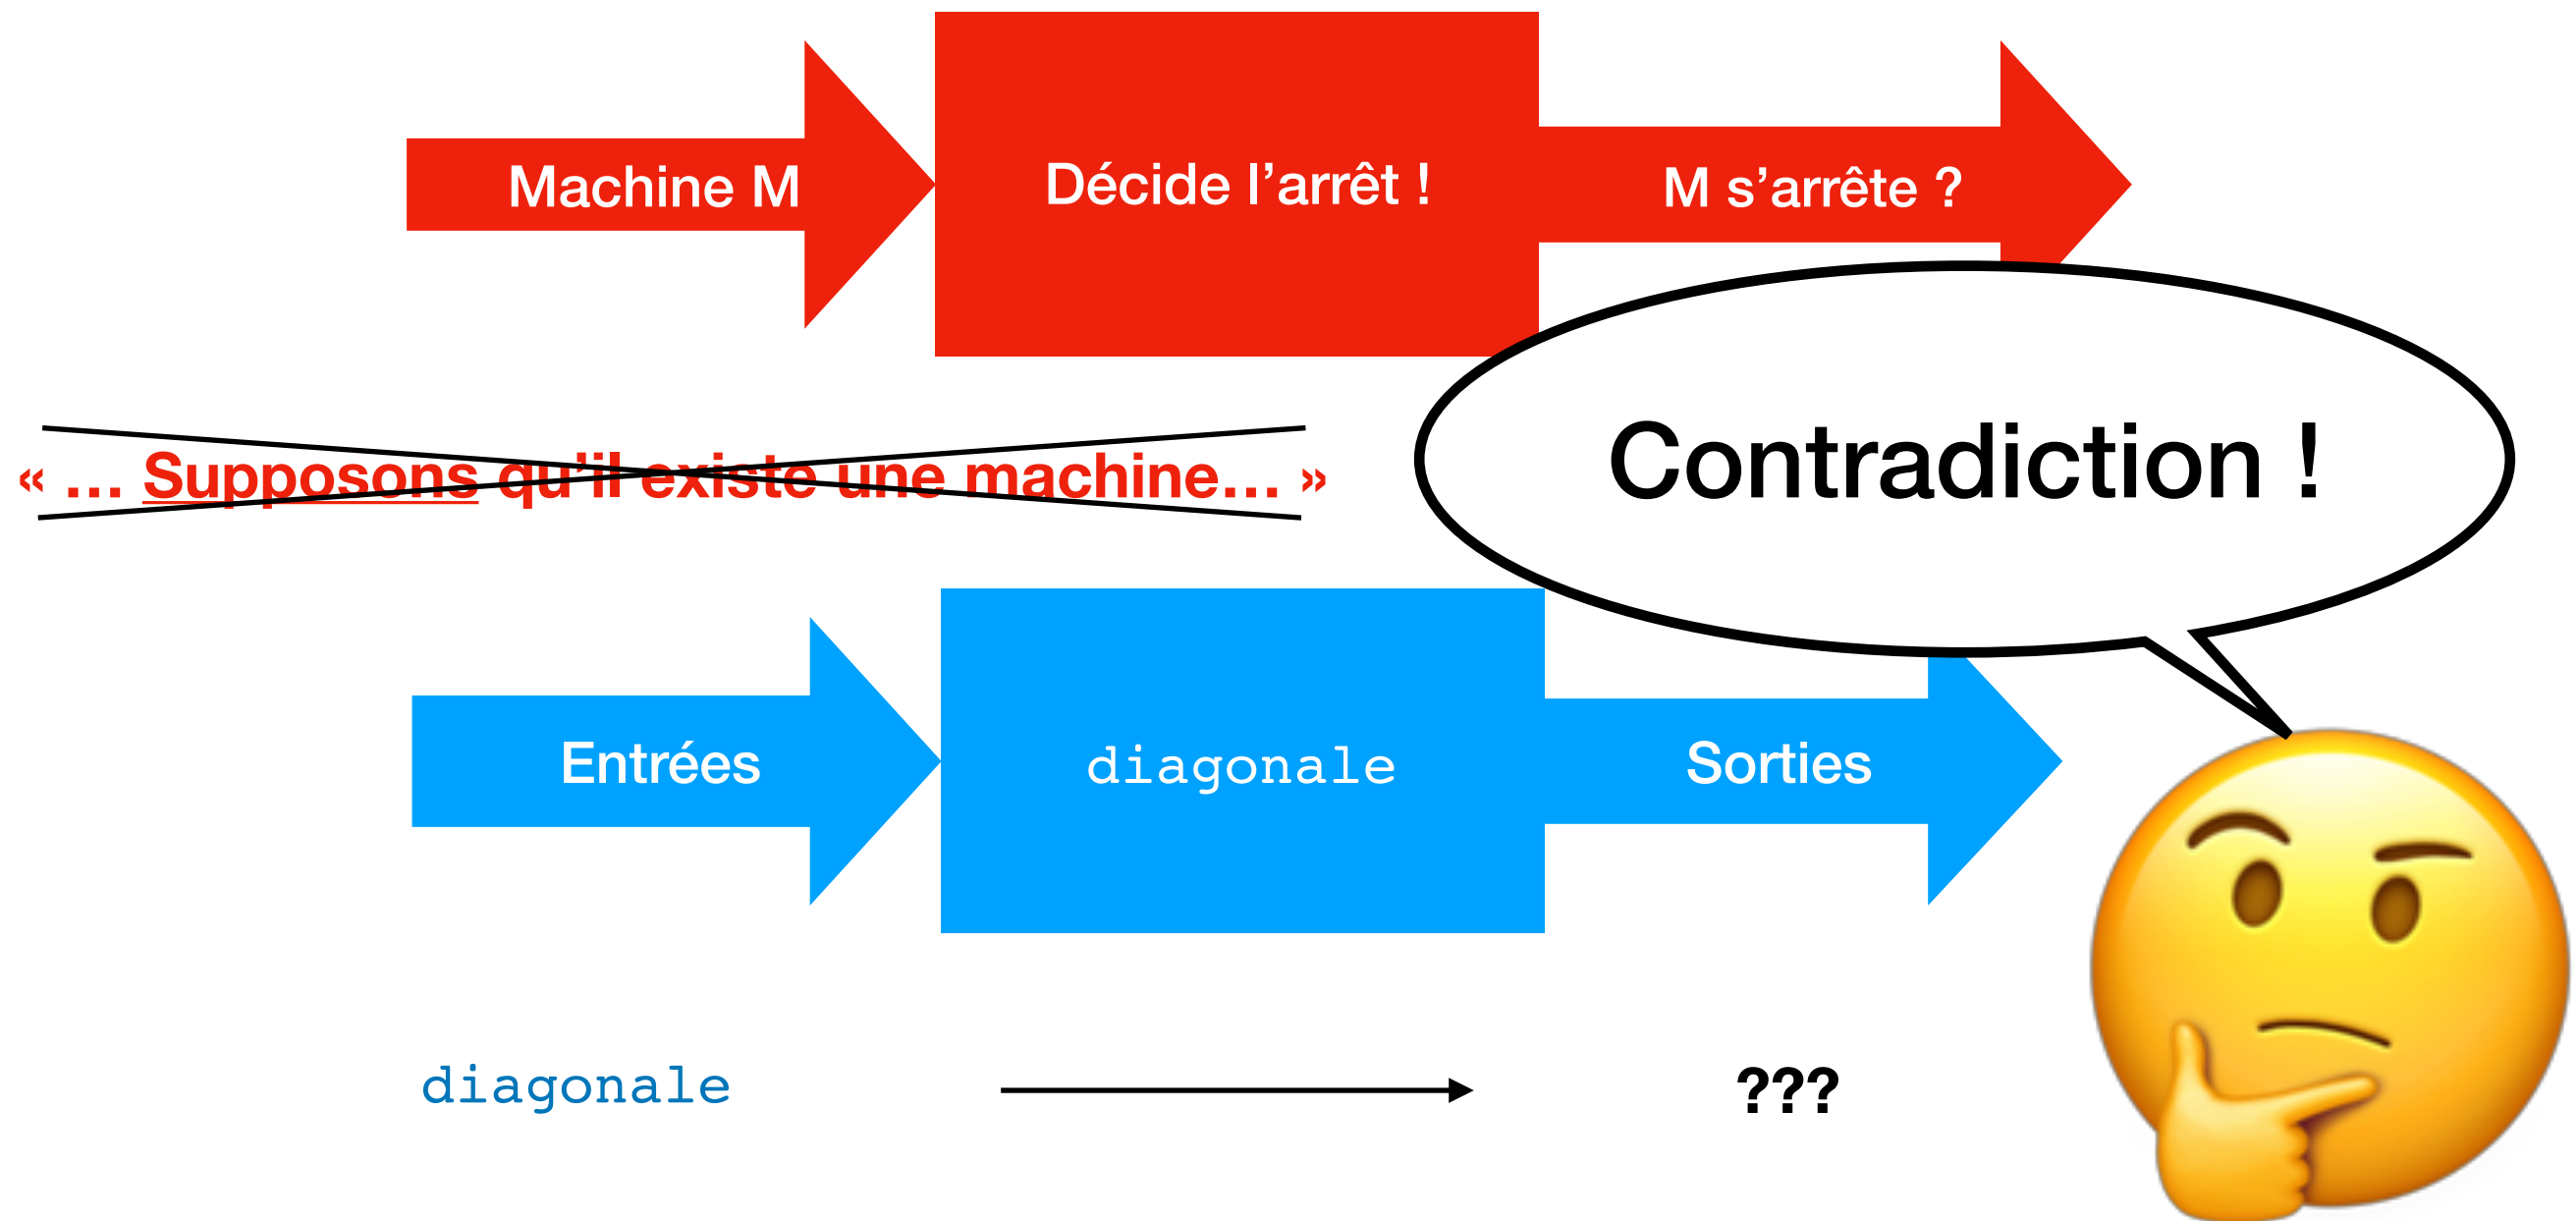 Machine M
Décide l’arrêt !
M s’arrête ?
« … Supposons qu’il existe une machine… »
Contradiction !
Entrées
diagonale
Sorties
diagonale
???